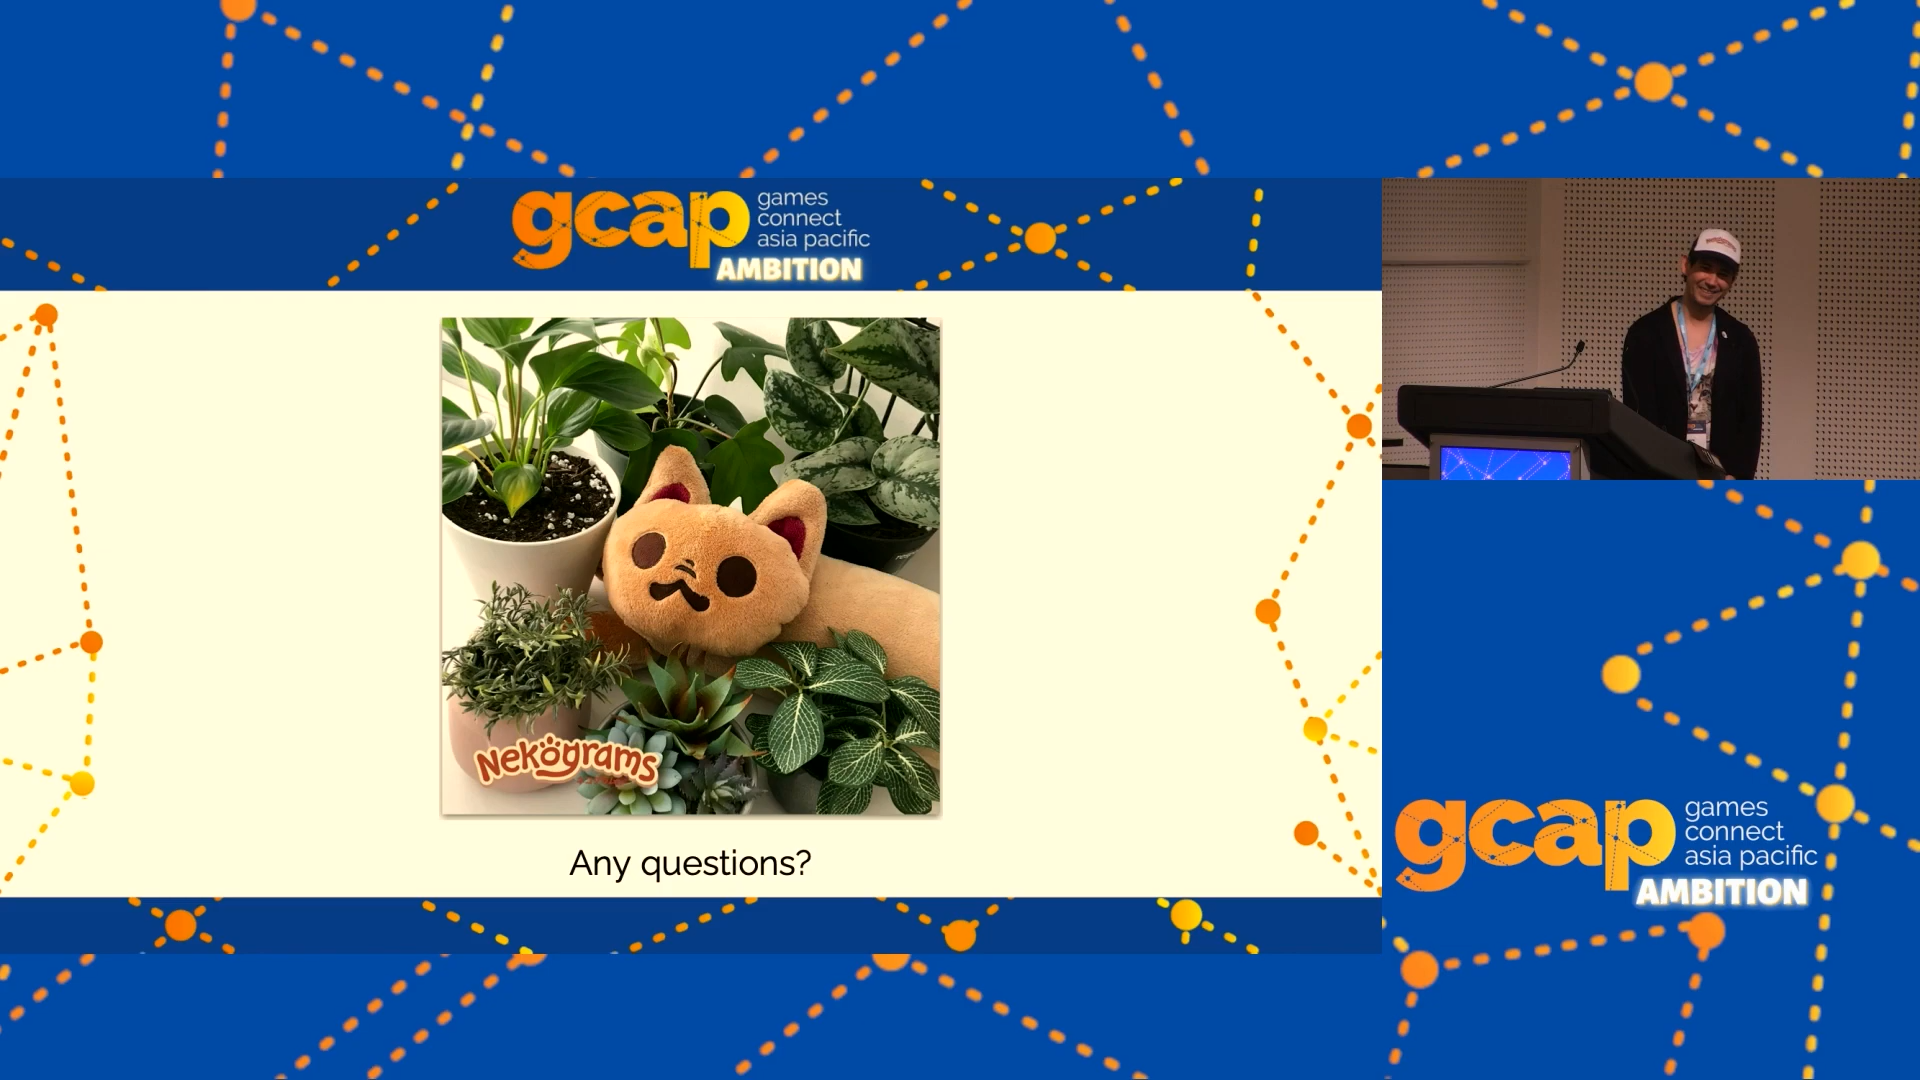 gcap
games
connect
asia pacific
AMBITION
Nekograms
Any questions?
gcap
games
connect
asia pacific
AMBITION